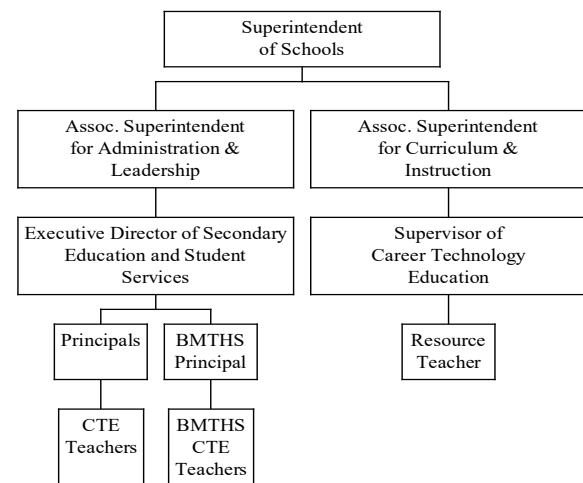 Superintendent
of Schools
Assoc. Superintendent
for Administration &
Leadership
Assoc. Superintendent
for Curriculum &
Instruction
Executive Director of Secondary
Education and Student
Services
Supervisor of
Career Technology
Education
Principals
BMTHS
Principal
Resource
Teacher
CTE
Teachers
BMTHS
CTE
Teachers